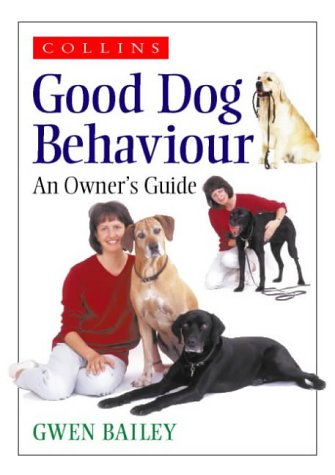 COLLINS
Good Dog
Behaviour
An Owner's Guide
GWEN BAILEY